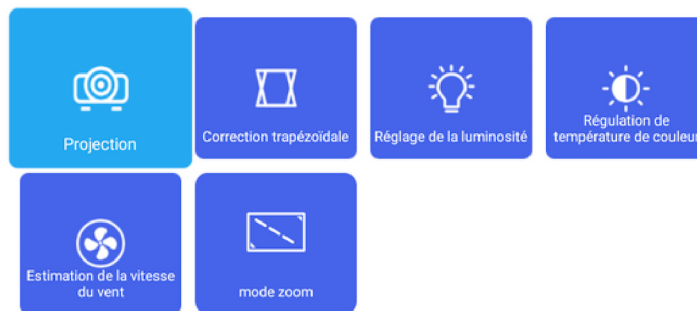 Projection
Correction trapézoïdale
Réglage de la luminosité
Régulation de
température de couleur
Estimation de la vitesse
du vent
mode zoom